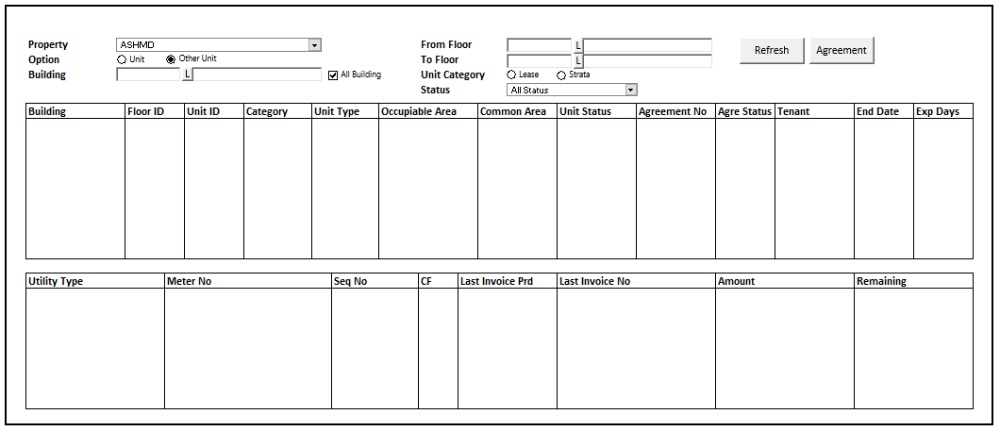 Property ASHMD From Floor L Refresh Agreement
Option Unit Other Unit To Floor L
Building L All Building Unit Category Lease Strata
Status All Status
Building Floor ID Unit ID Category Unit Type Occupiable Area Common Area Unit Status Agreement No Agre Status Tenant End Date Exp Days
Utility Type Meter No Seq No CF Last Invoice Prd Last Invoice No Amount Remaining